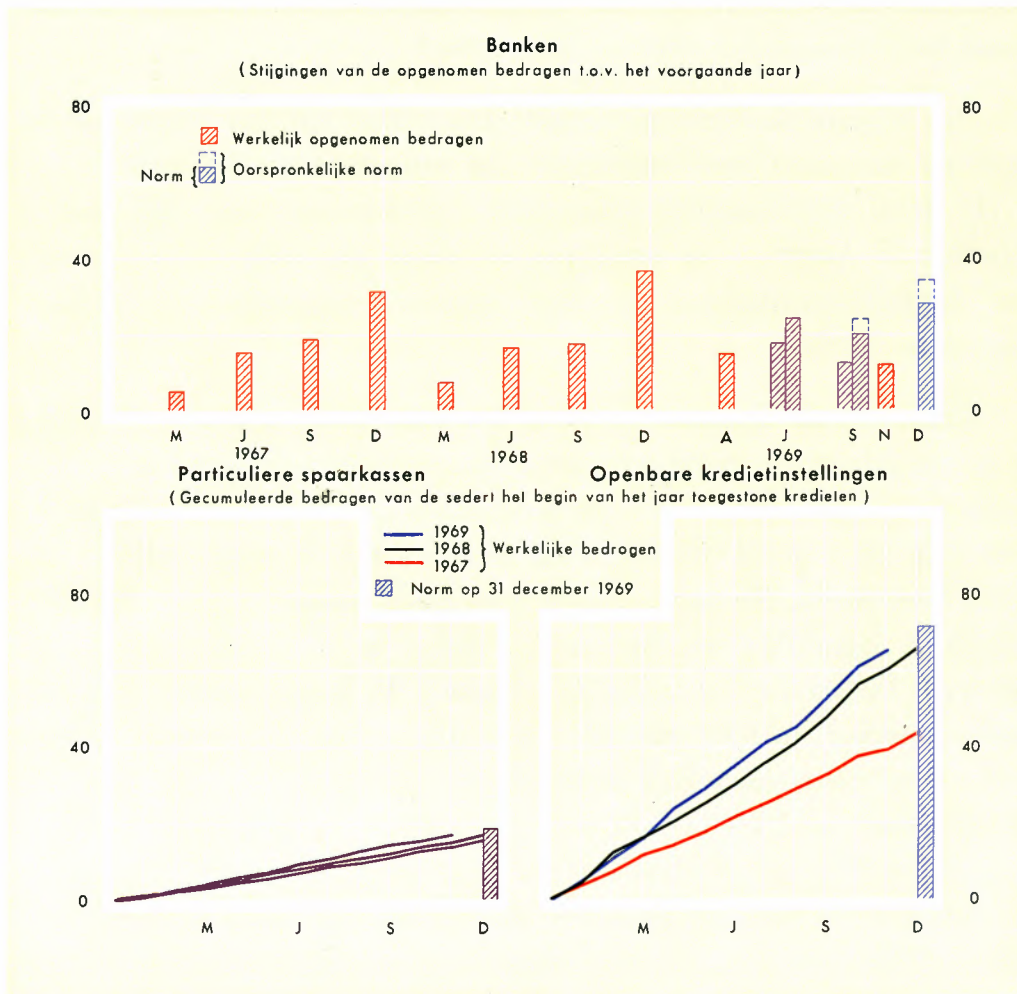 Banken
( Stijgingen van de opgenomen bedragen t.o.v. het voorgaande jaar )
80 80
Werkelijk opgenomen bedragen
Norm { } Oorspronkelijke norm
40 40
0 0
M J S D M J S D A J S N D
1967 1968 1969
Particuliere spaarkassen Openbare kredietinstellingen
( Gecumuleerde bedragen van de sedert het begin van het jaar toegestone kredieten )
1969
1968 } Werkelijke bedrogen
1967
Norm op 31 december 1969
80 80
40 40
0 0
M J S D M J S D